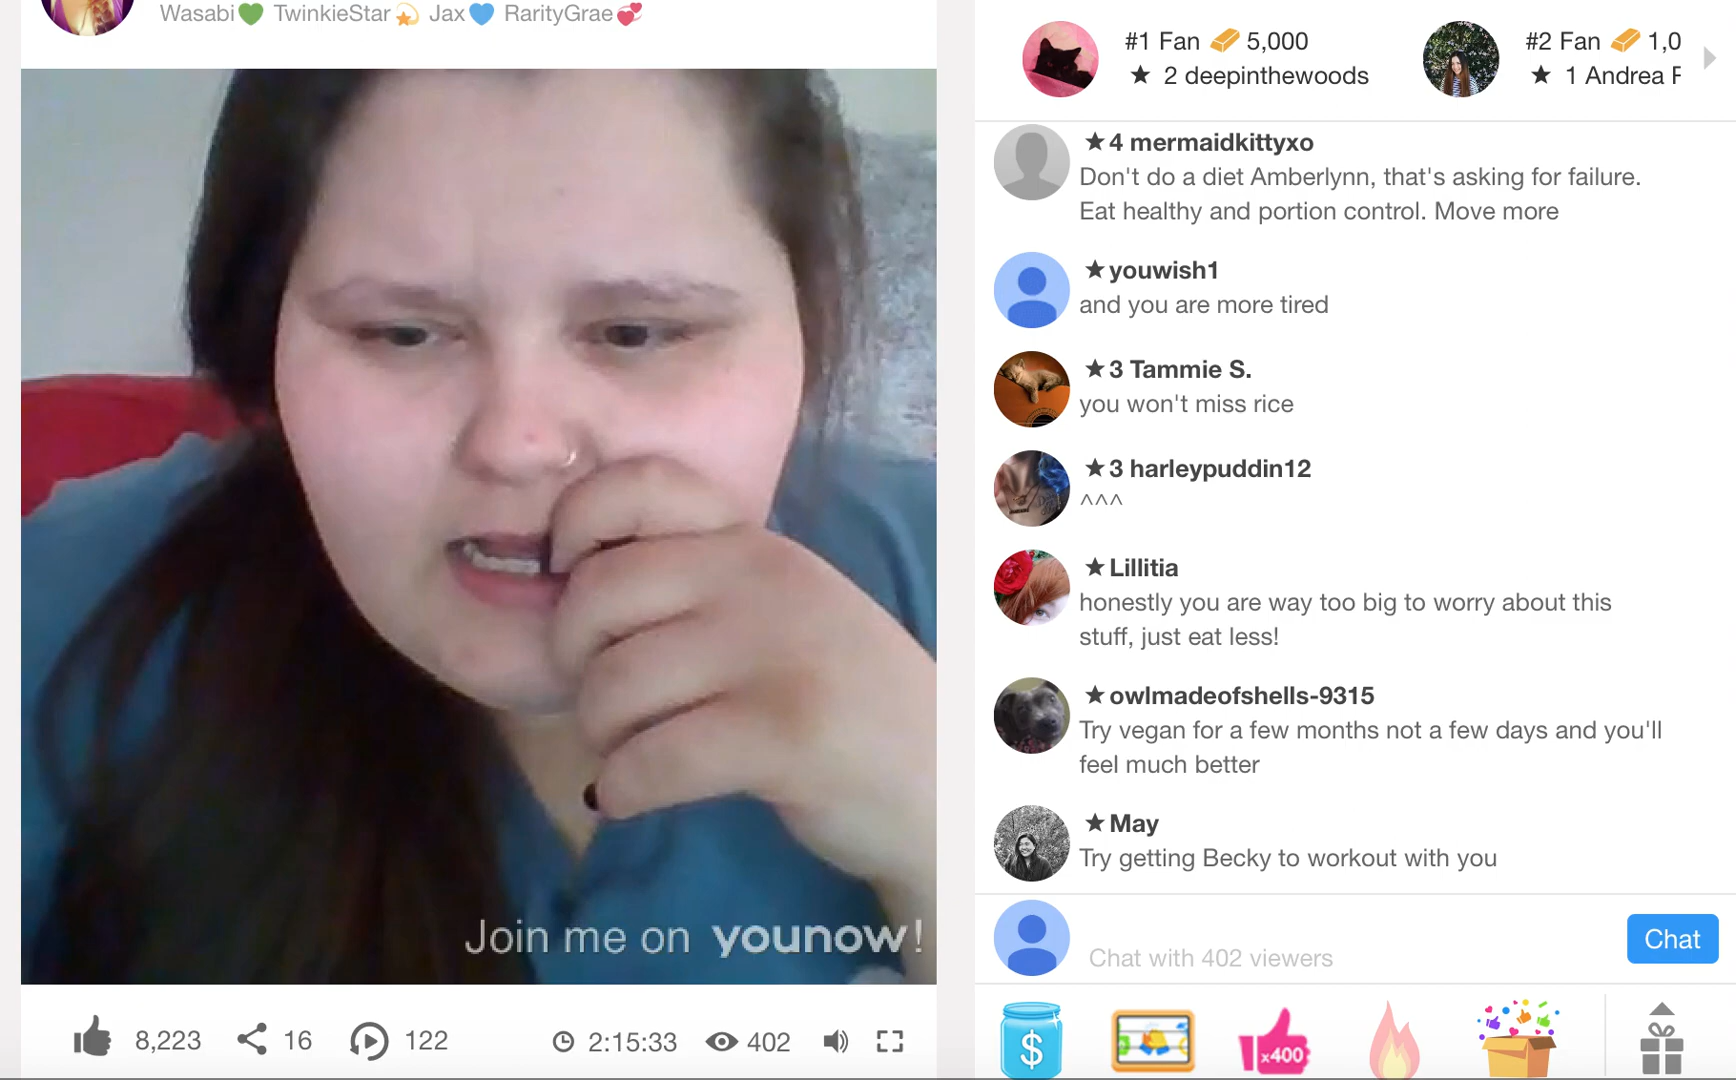 Wasabi💚 TwinkieStar💫 Jax💙 RarityGrae💞
#1 Fan 5,000
★ 2 deepinthewoods
#2 Fan 1,0
★ 1 Andrea F
★4 mermaidkittyxo
Don't do a diet Amberlynn, that's asking for failure.
Eat healthy and portion control. Move more
★youwish1
and you are more tired
★3 Tammie S.
you won't miss rice
★3 harleypuddin12
^^^
★Lillitia
honestly you are way too big to worry about this
stuff, just eat less!
★owlmadeofshells-9315
Try vegan for a few months not a few days and you'll
feel much better
★May
Try getting Becky to workout with you
Join me on younow!
Chat with 402 viewers
Chat
8,223 16 122 2:15:33 402
$
x400